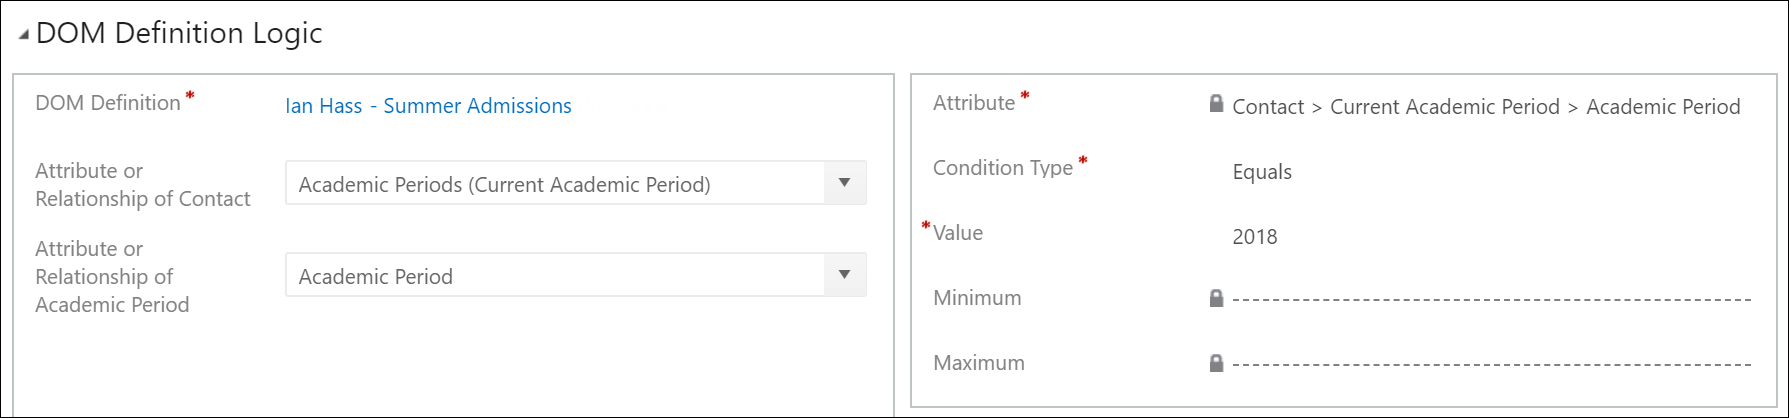 DOM Definition Logic
DOM Definition *
Ian Hass - Summer Admissions
Attribute or
Relationship of Contact
Academic Periods (Current Academic Period)
Attribute or
Relationship of
Academic Period
Academic Period
Attribute *
Contact > Current Academic Period > Academic Period
Condition Type *
Equals
* Value
2018
Minimum
Maximum